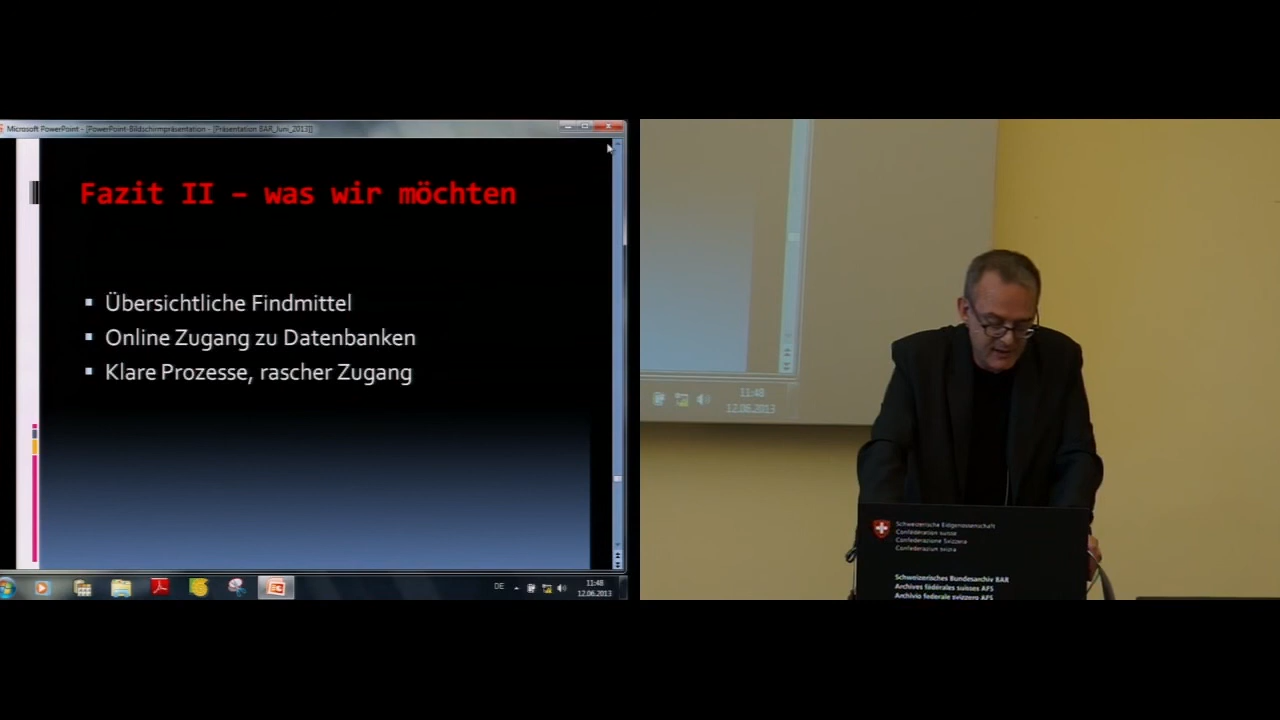 Microsoft PowerPoint - [PowerPoint-Bildschirmpräsentation - [Präsentation BAR_Juni_2013]]
Fazit II – was wir möchten
▪ Übersichtliche Findmittel
▪ Online Zugang zu Datenbanken
▪ Klare Prozesse, rascher Zugang
DE
11:48
12.06.2013
11:48
12.06.2013
Schweizerische Eidgenossenschaft
Confédération suisse
Confederazione Svizzera
Confederaziun svizra
Schweizerisches Bundesarchiv BAR
Archives fédérales suisses AFS
Archivio federale svizzero AFS